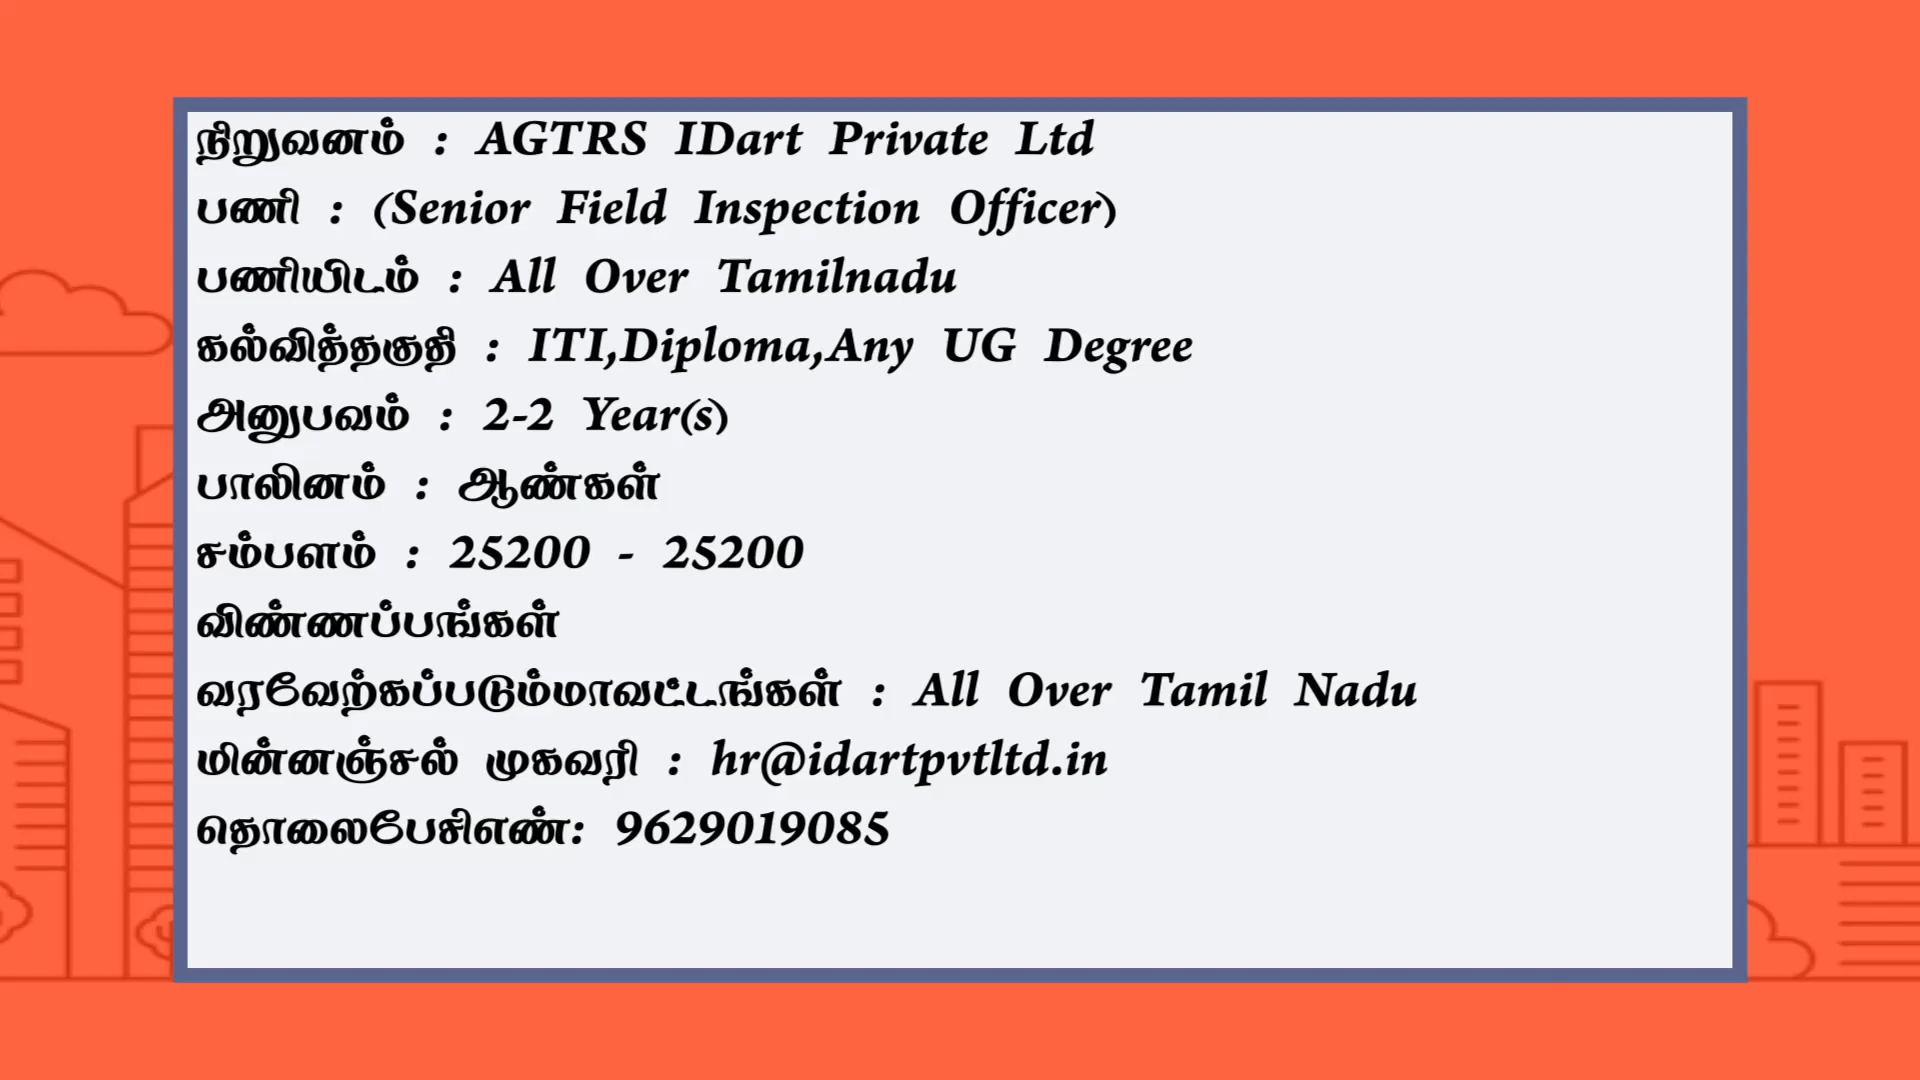 நிறுவனம் : AGTRS IDart Private Ltd
பணி : (Senior Field Inspection Officer)
பணியிடம் : All Over Tamilnadu
கல்வித்தகுதி : ITI,Diploma,Any UG Degree
அனுபவம் : 2-2 Year(s)
பாலினம் : ஆண்கள்
சம்பளம் : 25200 - 25200
விண்ணப்பங்கள்
வரவேற்கப்படும்மாவட்டங்கள் : All Over Tamil Nadu
மின்னஞ்சல் முகவரி : hr@idartpvtltd.in
தொலைபேசிஎண்: 9629019085